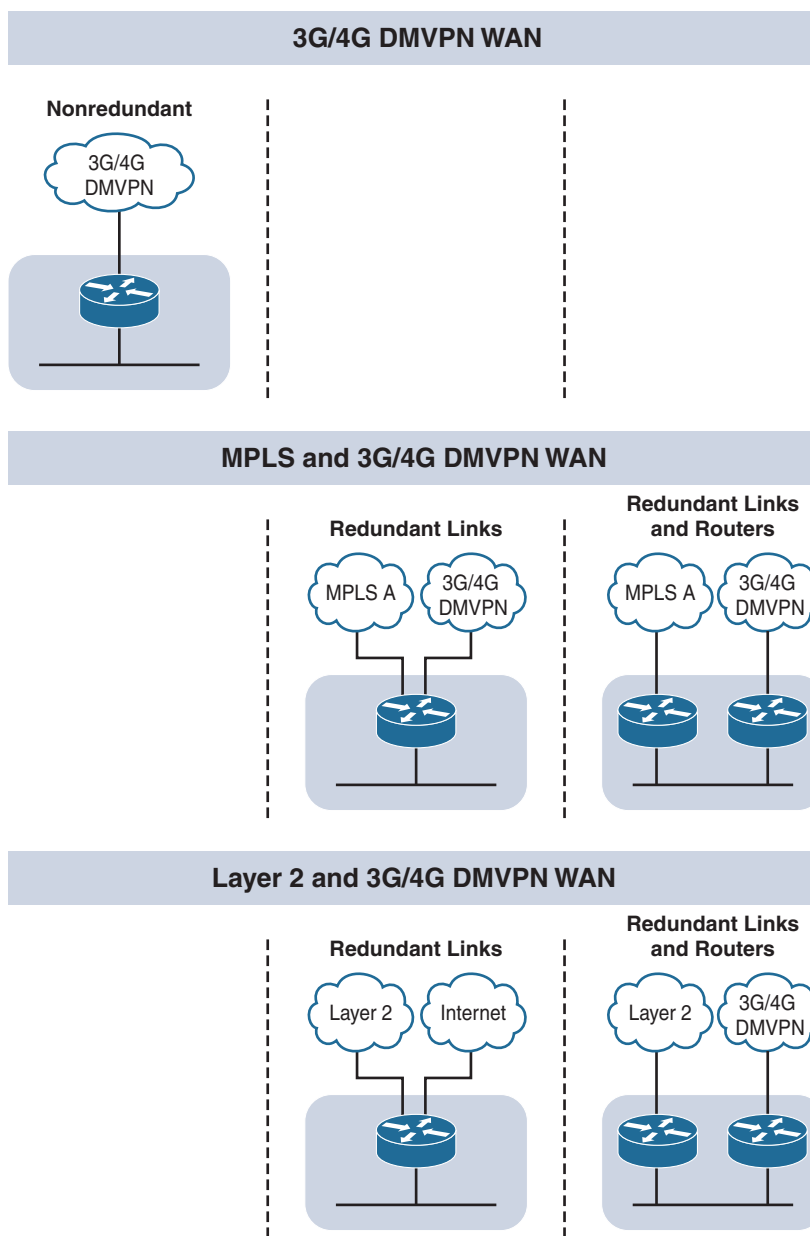 3G/4G DMVPN WAN
Nonredundant
3G/4G
DMVPN
MPLS and 3G/4G DMVPN WAN
Redundant Links
MPLS A
3G/4G
DMVPN
Redundant Links
and Routers
MPLS A
3G/4G
DMVPN
Layer 2 and 3G/4G DMVPN WAN
Redundant Links
Layer 2
Internet
Redundant Links
and Routers
Layer 2
3G/4G
DMVPN